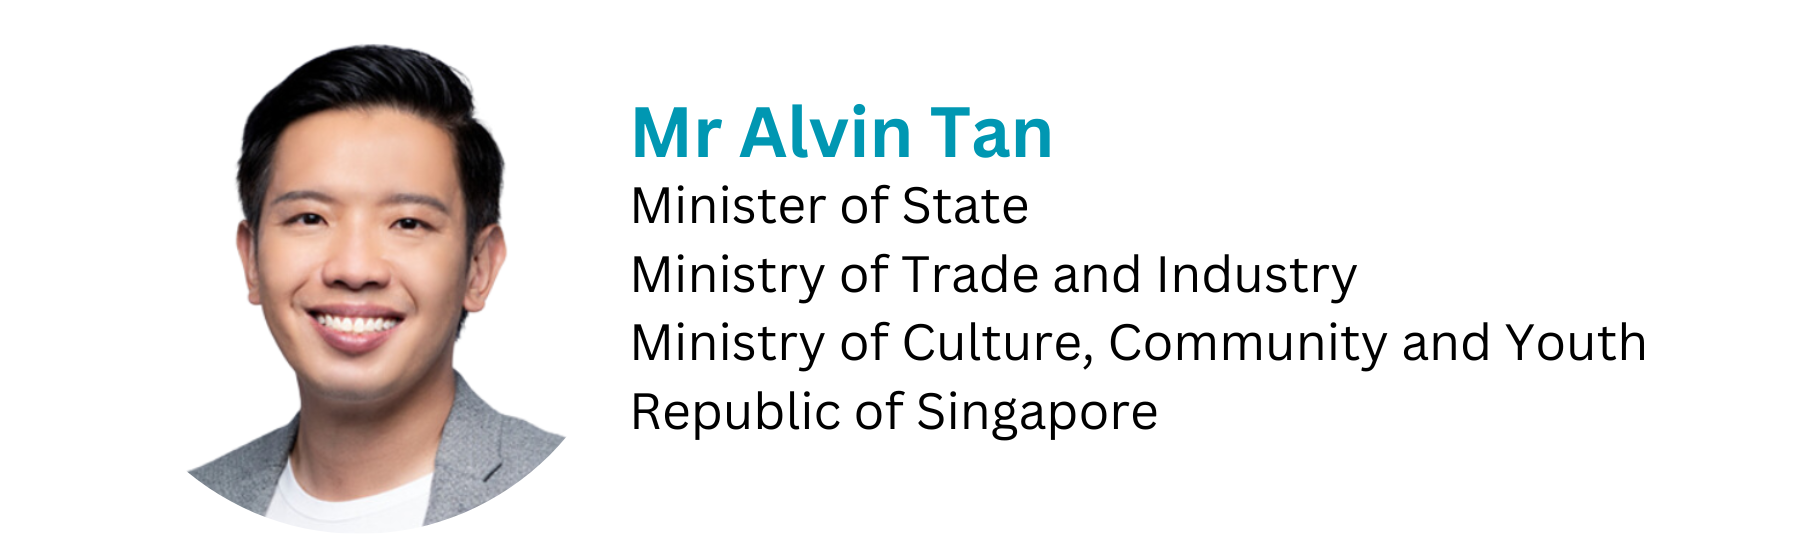 Mr Alvin Tan
Minister of State
Ministry of Trade and Industry
Ministry of Culture, Community and Youth
Republic of Singapore